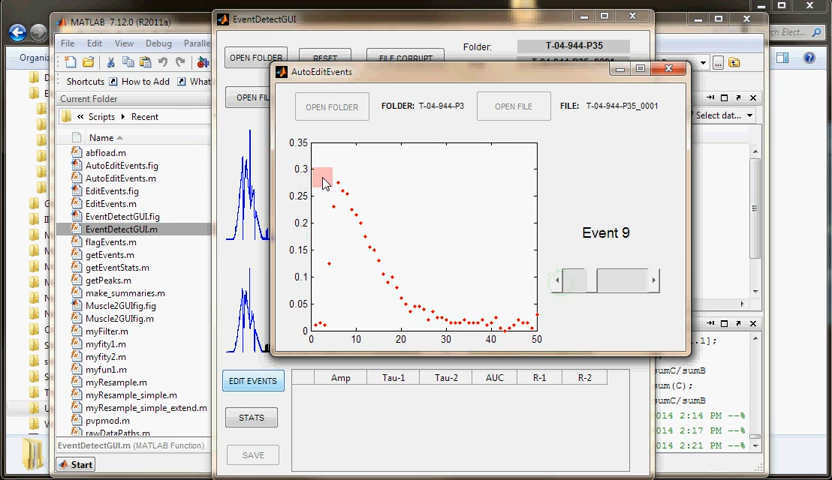 MATLAB 7.12.0 (R2011a)
EventDetectGUI
File Edit Debug Parallel
OPEN FOLDER
RESET
FILE CORRUPT
Folder:
T-04-944-P35
Organi
Shortcuts How to Add What
Current Folder
Scripts Recent
Name
abfload.m
AutoEditEvents.fig
AutoEditEvents.m
EditEvents.fig
EditEvents.m
EventDetectGUI.fig
EventDetectGUI.m
flagEvents.m
getEvents.m
getEventStats.m
getPeaks.m
make_summaries.m
Muscle2GUIfig.m
Muscle2GUIfig.m
myFilter.m
myfity1.m
myfity2.m
myfun1.m
myResample.m
myResample_simple.m
myResample_simple_extend.m
pvpmod.m
rawDataPaths.m
EventDetectGUI.m (MATLAB Function)
Start
OPEN FIL
AutoEditEvents
OPEN FOLDER
FOLDER: T-04-944-P3
OPEN FILE
FILE: T-04-944-P35_0001
0.35
0.3
0.25
0.2
0.15
0.1
0.05
0
0 10 20 30 40 50
Event 9
EDIT EVENTS
STATS
SAVE
Amp Tau-1 Tau-2 AUC R-1 R-2
Select dat...
.1];
sumC/sumB
sum(C);
umC/sumB
014 2:14 PM --%
014 2:17 PM --%
014 2:21 PM --%